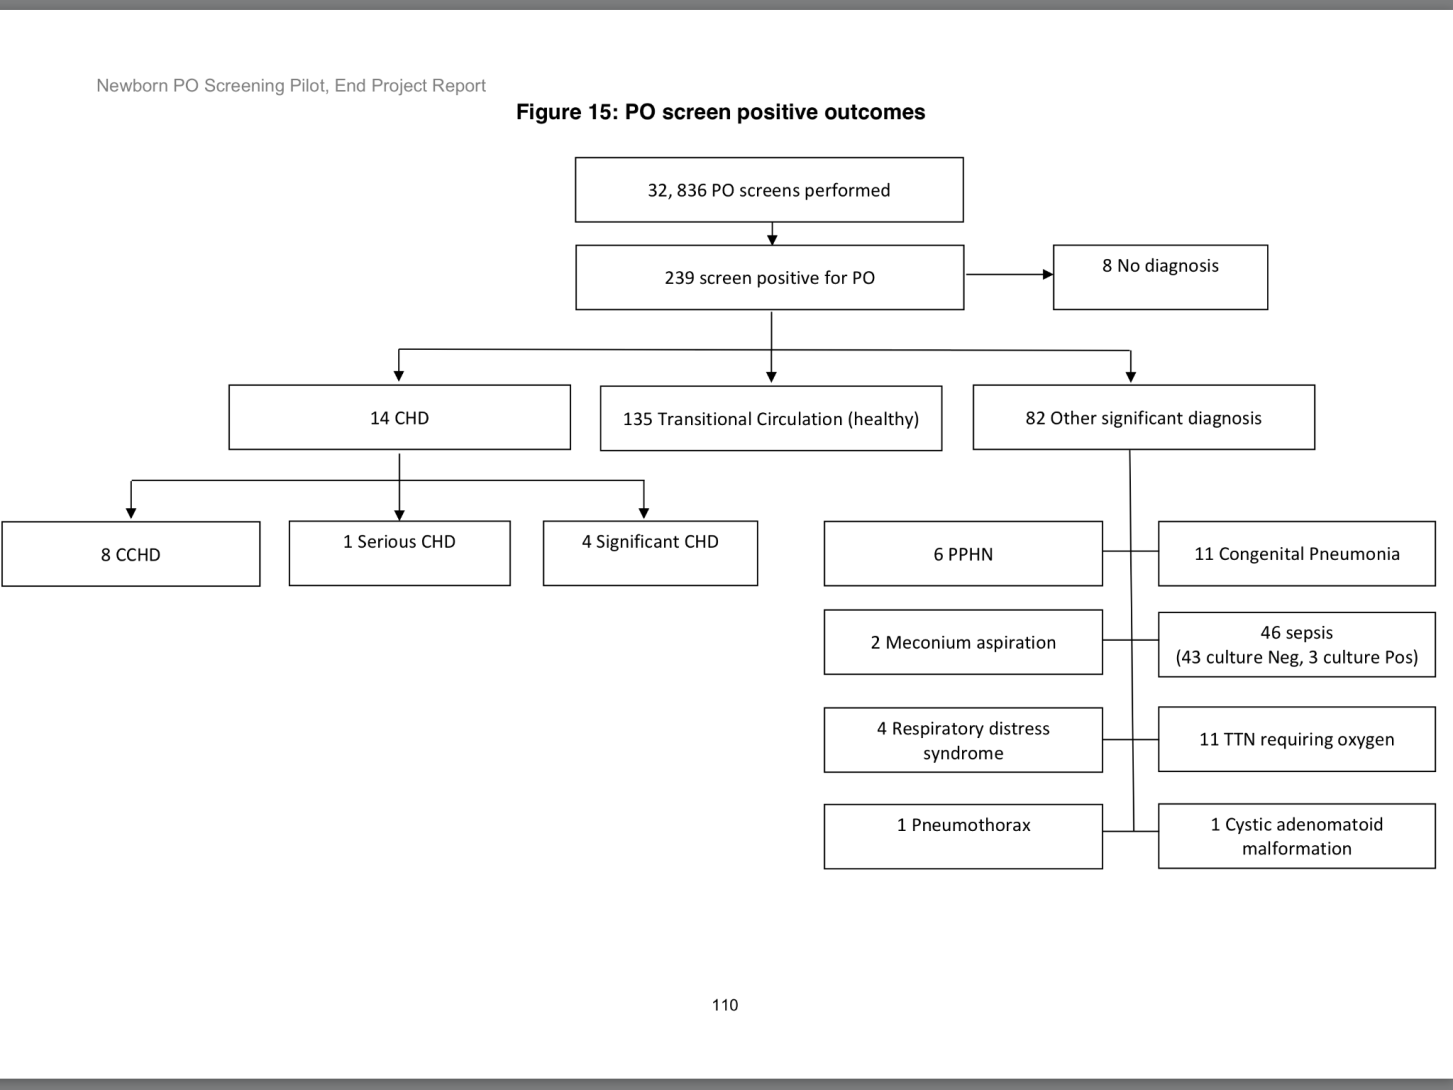 Newborn PO Screening Pilot, End Project Report
Figure 15: PO screen positive outcomes
32, 836 PO screens performed
239 screen positive for PO
8 No diagnosis
14 CHD
135 Transitional Circulation (healthy)
82 Other significant diagnosis
8 CCHD
1 Serious CHD
4 Significant CHD
6 PPHN
11 Congenital Pneumonia
2 Meconium aspiration
46 sepsis
(43 culture Neg, 3 culture Pos)
4 Respiratory distress
syndrome
11 TTN requiring oxygen
1 Pneumothorax
1 Cystic adenomatoid
malformation
110